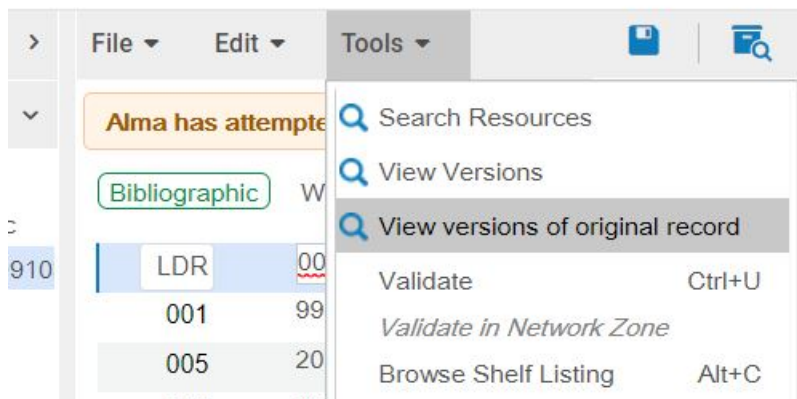 File Edit Tools
Alma has attempte
Search Resources
View Versions
Bibliographic W
View versions of original record
910
LDR 00
Validate Ctrl+U
001 99
Validate in Network Zone
005 20
Browse Shelf Listing Alt+C